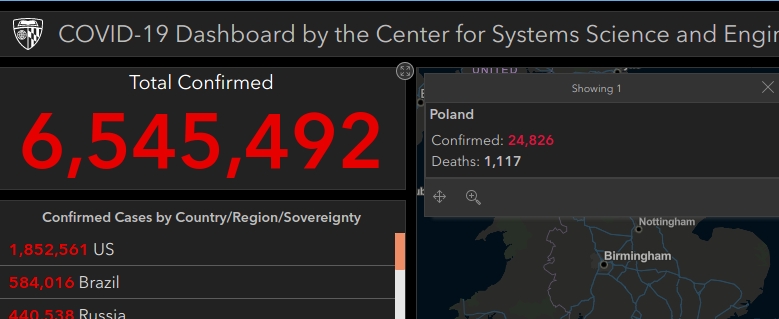 COVID-19 Dashboard by the Center for Systems Science and
Total Confirmed
6,545,492
Confirmed Cases by Country/Region/Sovereignty
1,852,561 US
584,016 Brazil
440,538 Russia
UNITED
Showing 1
Poland
Confirmed: 24,826
Deaths: 1,117
Nottingham
Birmingham